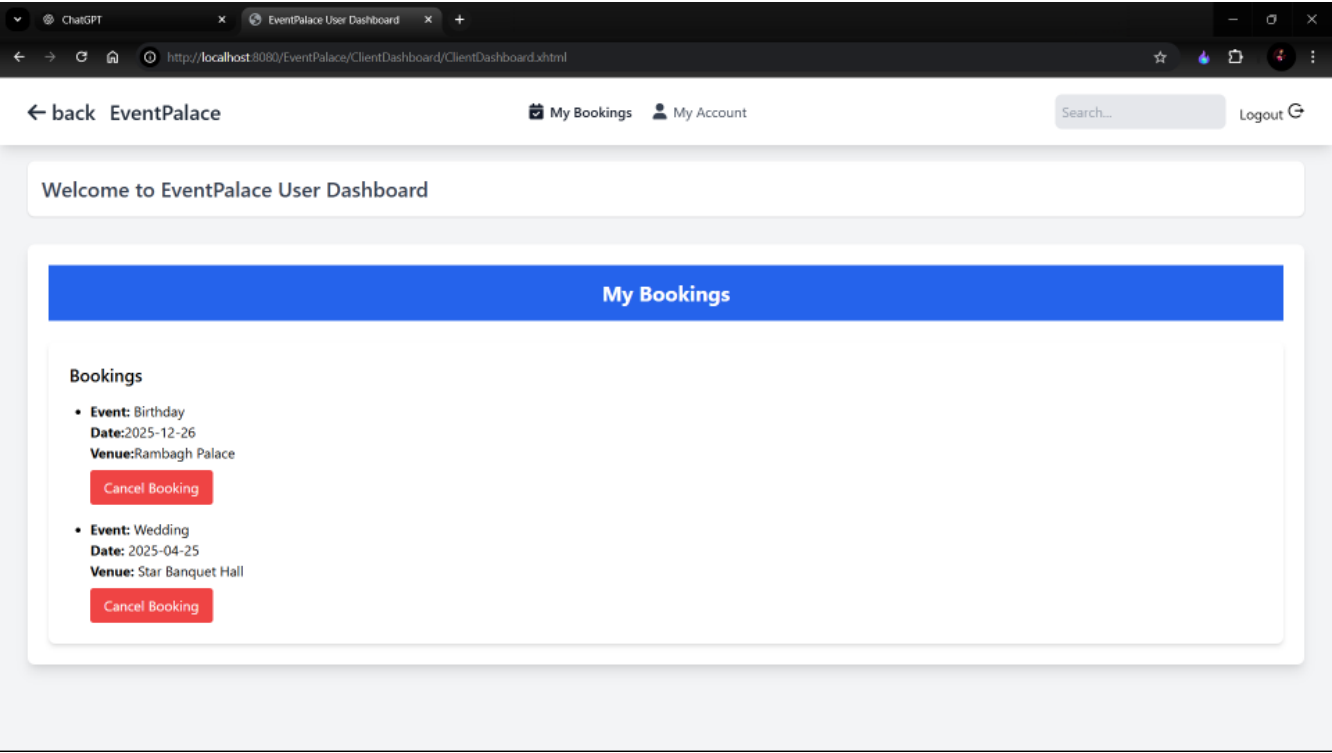 ChatGPT
EventPalace User Dashboard
http://localhost:8080/EventPalace/ClientDashboard/ClientDashboard.xhtml
back EventPalace My Bookings My Account Search... Logout
Welcome to EventPalace User Dashboard
My Bookings
Bookings
Event: Birthday
Date:2025-12-26
Venue:Rambagh Palace
Cancel Booking
Event: Wedding
Date: 2025-04-25
Venue: Star Banquet Hall
Cancel Booking